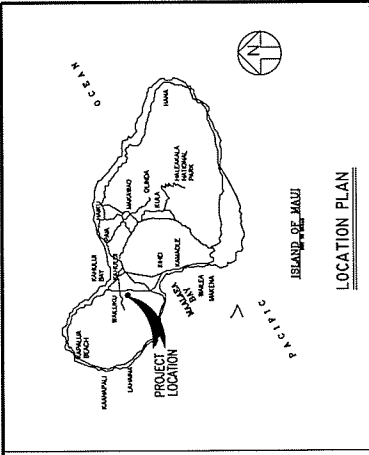 OCEAN
N
HANA
KAHULUI
BAY
PAIA
MAKAWAO
OLINDA
KULA
HALEAKALA
NATIONAL
PARK
KAPALUA
BEACH
KAHULUI
WAILUKU
KAANAPALI
LAHAINA
KIHEI
KAMAOLE
MAALAEA
BAY
WAILEA
MAKENA
PROJECT
LOCATION
PACIFIC
ISLAND OF MAUI
LOCATION PLAN